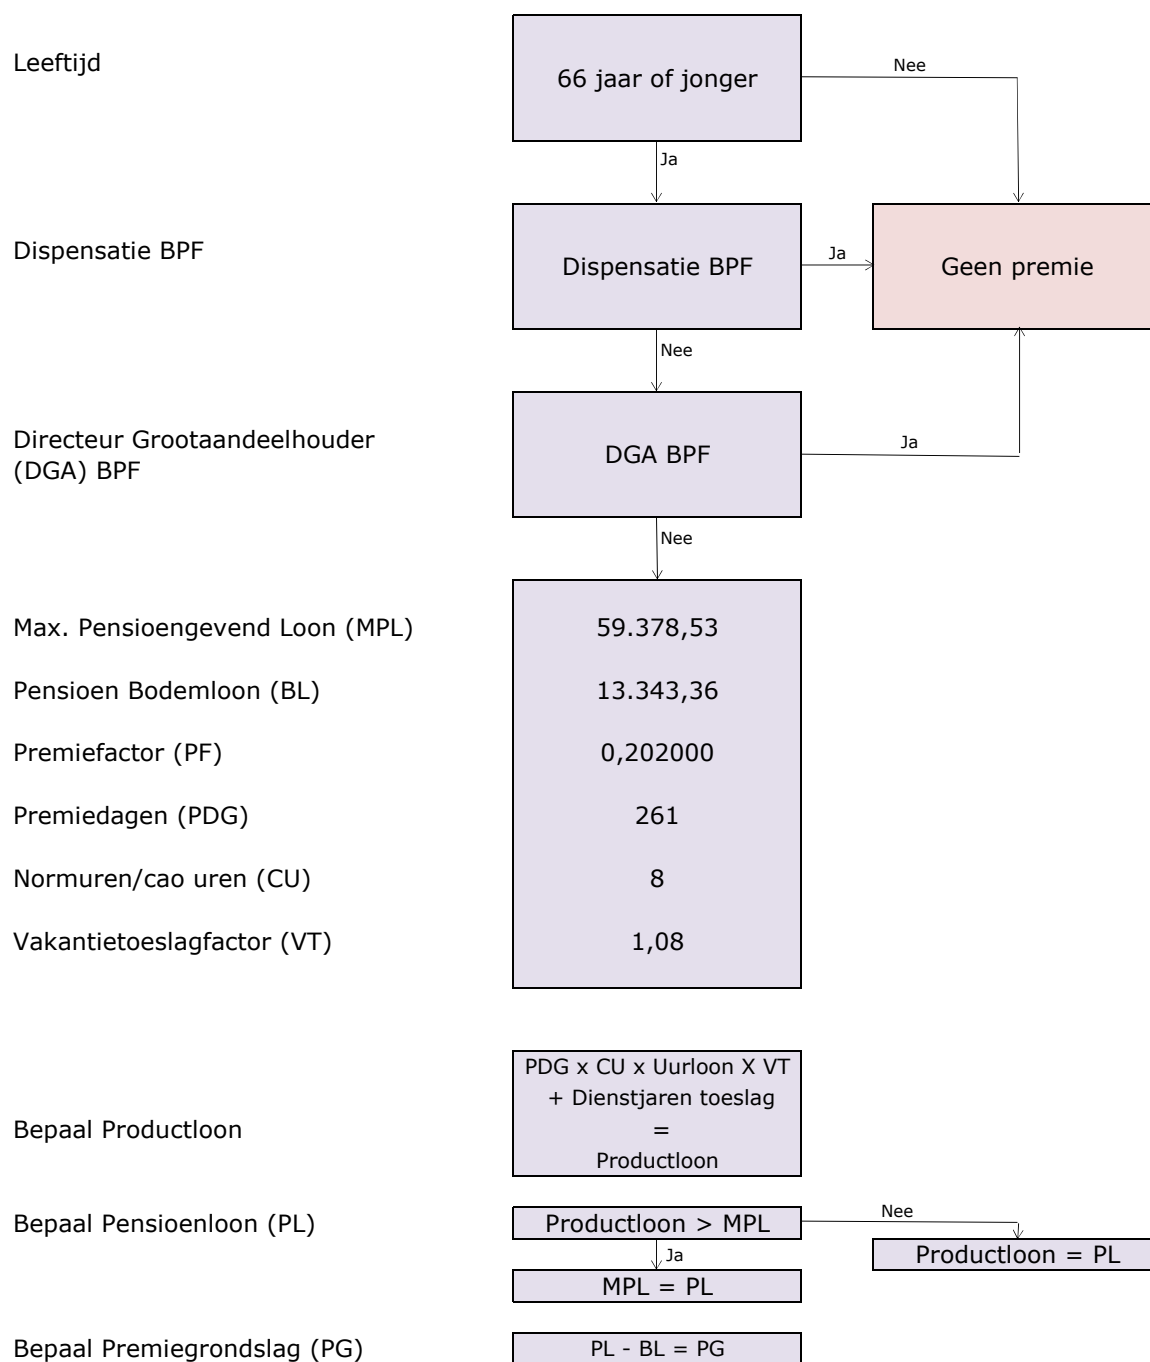 Leeftijd
66 jaar of jonger
Nee
Ja
Dispensatie BPF
Dispensatie BPF
Ja
Geen premie
Nee
Directeur Grootaandeelhouder
(DGA) BPF
DGA BPF
Ja
Nee
Max. Pensioengevend Loon (MPL)
59.378,53
Pensioen Bodemloon (BL)
13.343,36
Premiefactor (PF)
0,202000
Premiedagen (PDG)
261
Normuren/cao uren (CU)
8
Vakantietoeslagfactor (VT)
1,08
Bepaal Productloon
PDG x CU x Uurloon X VT
+ Dienstjaren toeslag
=
Productloon
Bepaal Pensioenloon (PL)
Productloon > MPL
Nee
Ja
Productloon = PL
MPL = PL
Bepaal Premiegrondslag (PG)
PL - BL = PG